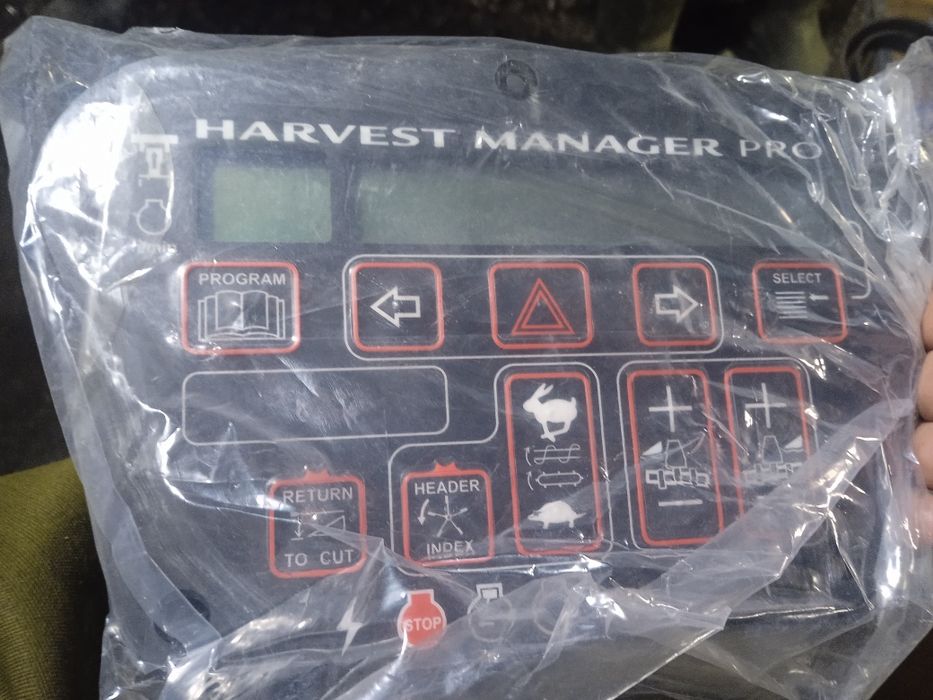 HARVEST MANAGER PRO
PROGRAM
SELECT
RETURN
TO CUT
HEADER
INDEX
STOP